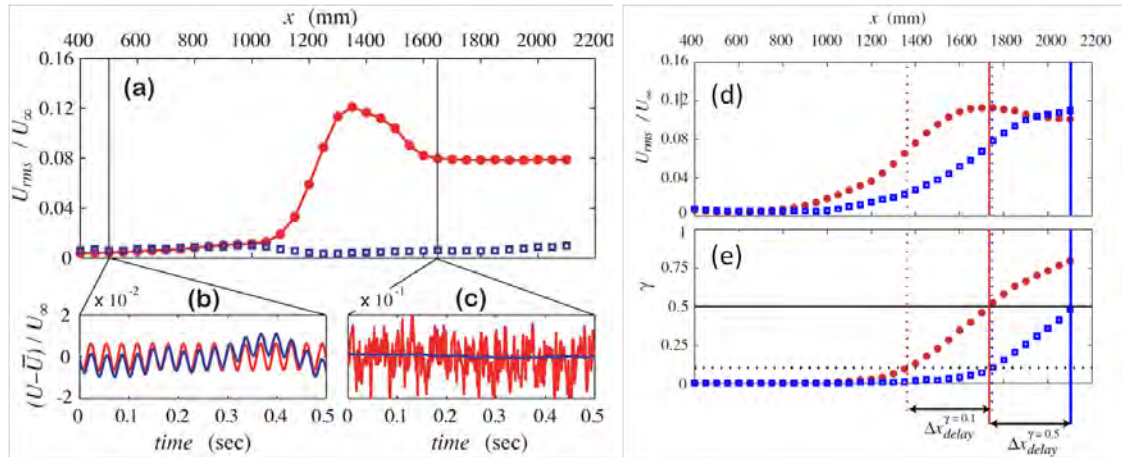 x (mm)
400 600 800 1000 1200 1400 1600 1800 2000 2200
0.16
0.12
0.08
0.04
0
U_rms / U_∞
(a)
x 10^-2
(b)
x 10^-1
(c)
2
0
-2
(U-U̅) / U_∞
0 0.1 0.2 0.3 0.4 0.5
0 0.1 0.2 0.3 0.4 0.5
time (sec)
time (sec)
x (mm)
400 600 800 1000 1200 1400 1600 1800 2000 2200
0.16
0.12
0.08
0.04
0
U_rms / U_∞
(d)
1
0.75
0.5
0.25
0
γ
(e)
Δx_delay^γ=0.1
Δx_delay^γ=0.5